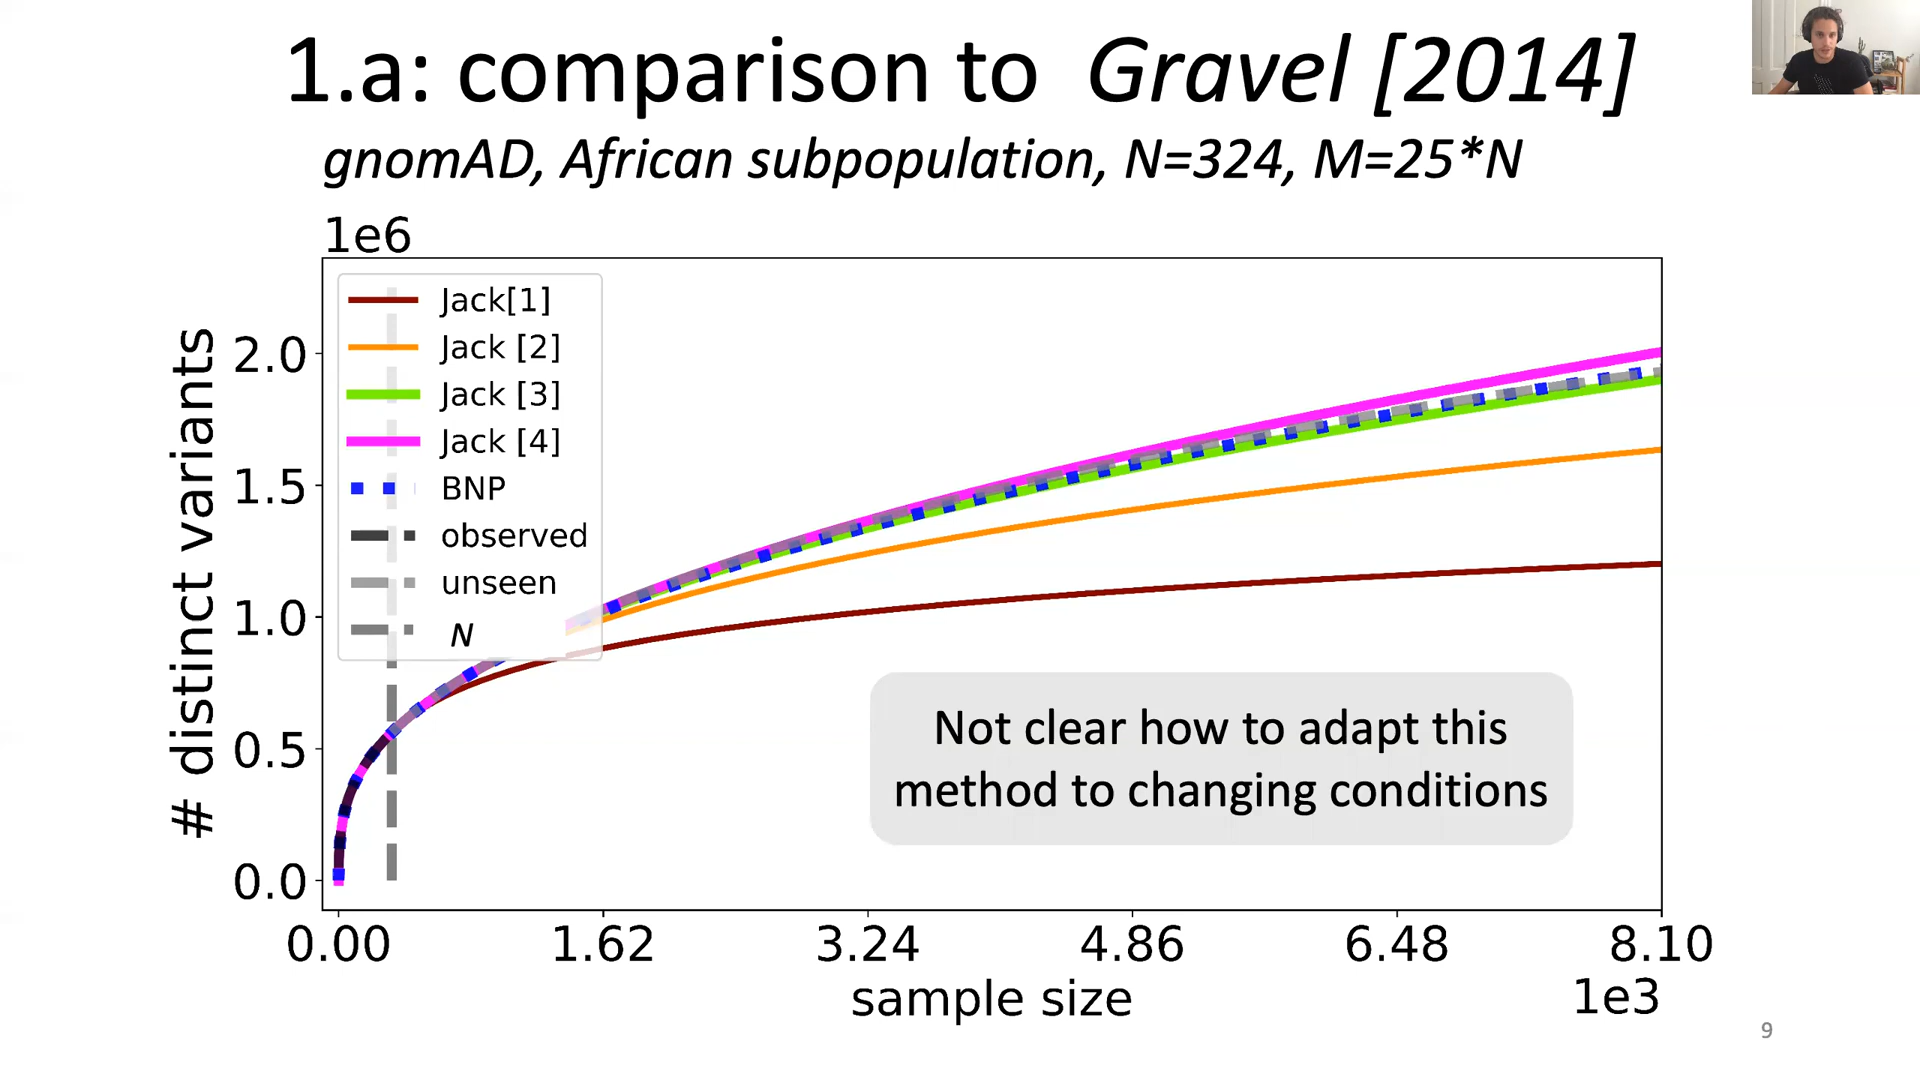 1.a: comparison to Gravel [2014]
gnomAD, African subpopulation, N=324, M=25*N
1e6
Jack[1]
Jack [2]
Jack [3]
Jack [4]
BNP
observed
unseen
N
# distinct variants
2.0
1.5
1.0
0.5
0.0
Not clear how to adapt this
method to changing conditions
0.00 1.62 3.24 4.86 6.48 8.10
sample size
1e3
9